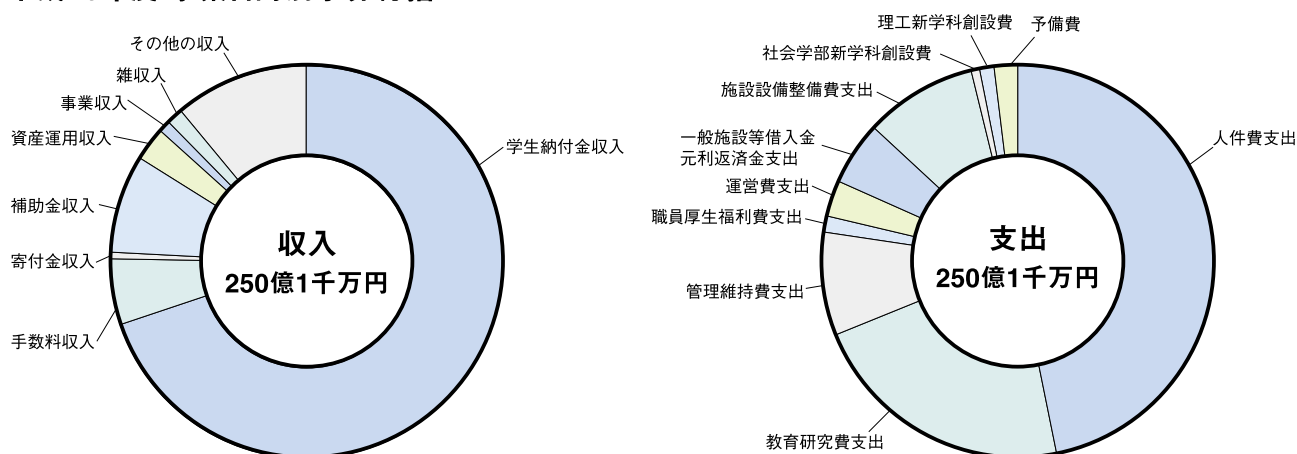 その他の収入
雑収入
事業収入
資産運用収入
補助金収入
寄付金収入
手数料収入
学生納付金収入
収入
250億1千万円
理工新学科創設費
予備費
社会学部新学科創設費
施設設備整備費支出
一般施設等借入金
元利返済金支出
運営費支出
職員厚生福利費支出
管理維持費支出
教育研究費支出
人件費支出
支出
250億1千万円